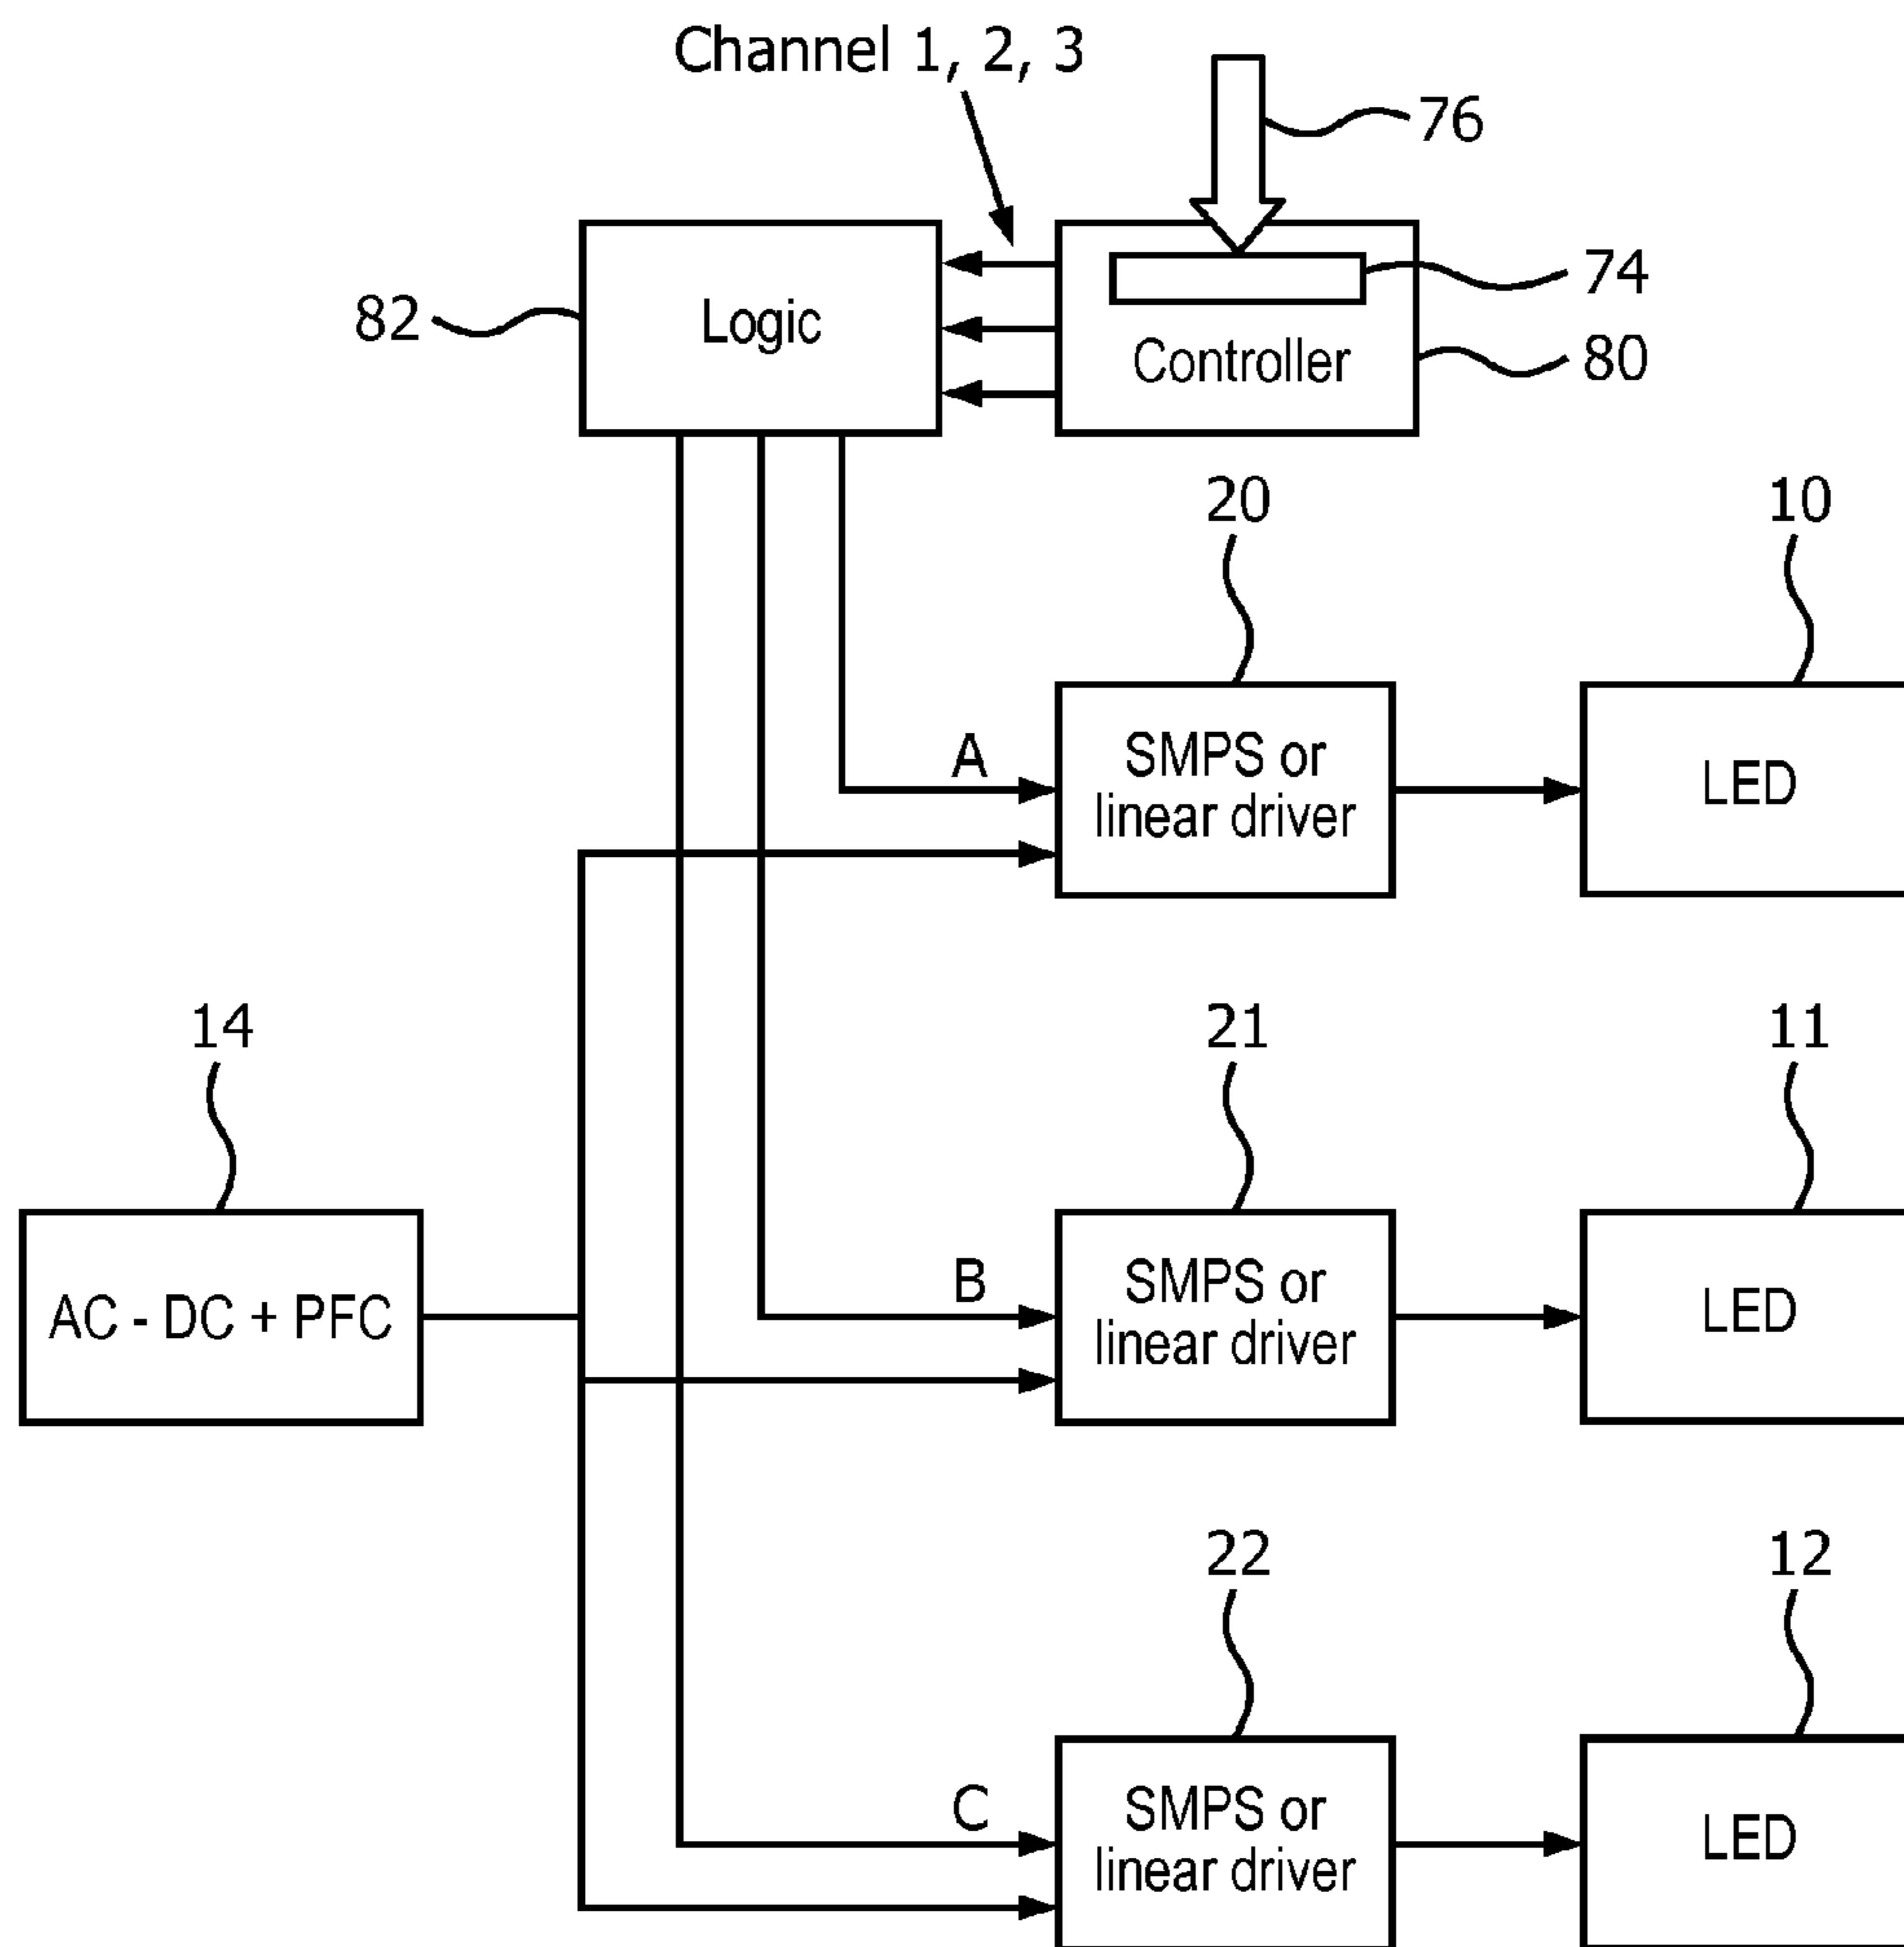 Channel 1, 2, 3
76
74
82
Logic
Controller
80
20
10
A
SMPS or
linear driver
LED
14
21
11
AC - DC + PFC
B
SMPS or
linear driver
LED
22
12
C
SMPS or
linear driver
LED